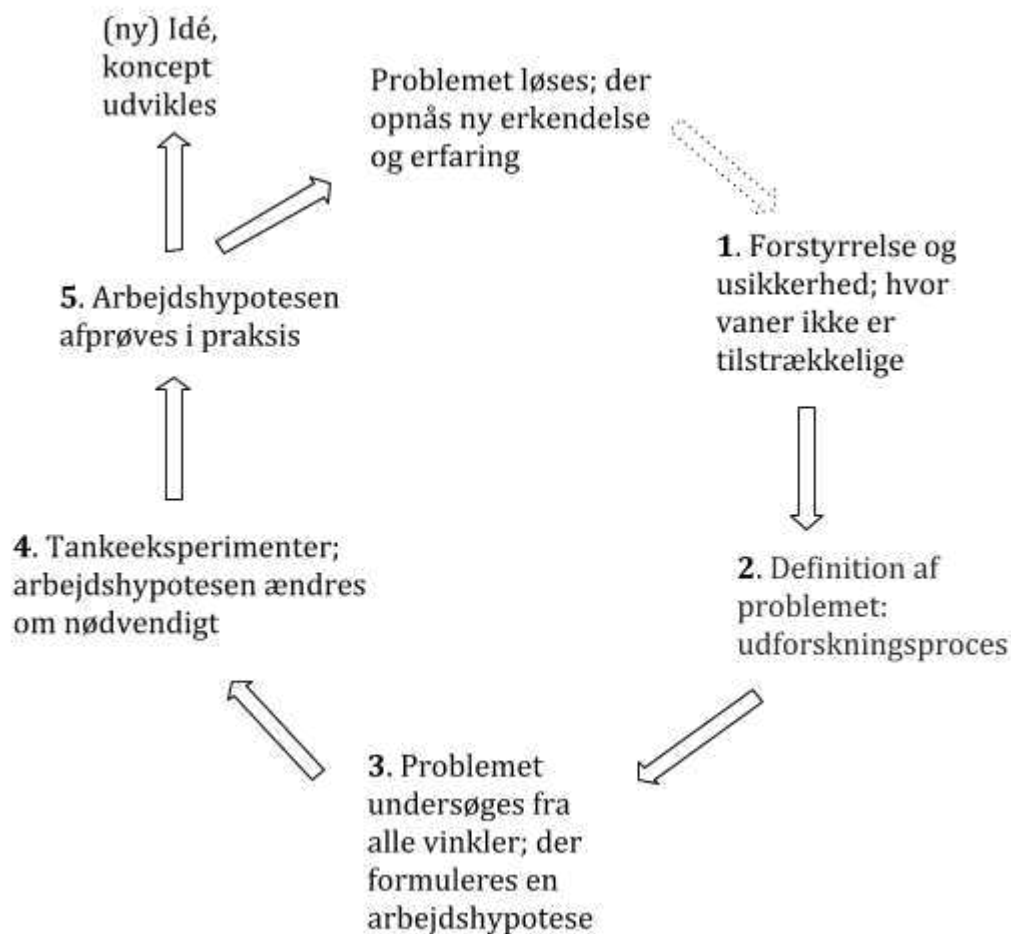 (ny) Idé,
koncept
udvikles
Problemet løses; der
opnås ny erkendelse
og erfaring
1. Forstyrrelse og
usikkerhed; hvor
vaner ikke er
tilstrækkelige
2. Definition af
problemet:
udforskningsproces
3. Problemet
undersøges fra
alle vinkler; der
formuleres en
arbejdshypotese
4. Tankeeksperimenter;
arbejdshypotesen ændres
om nødvendigt
5. Arbejdshypotesen
afprøves i praksis